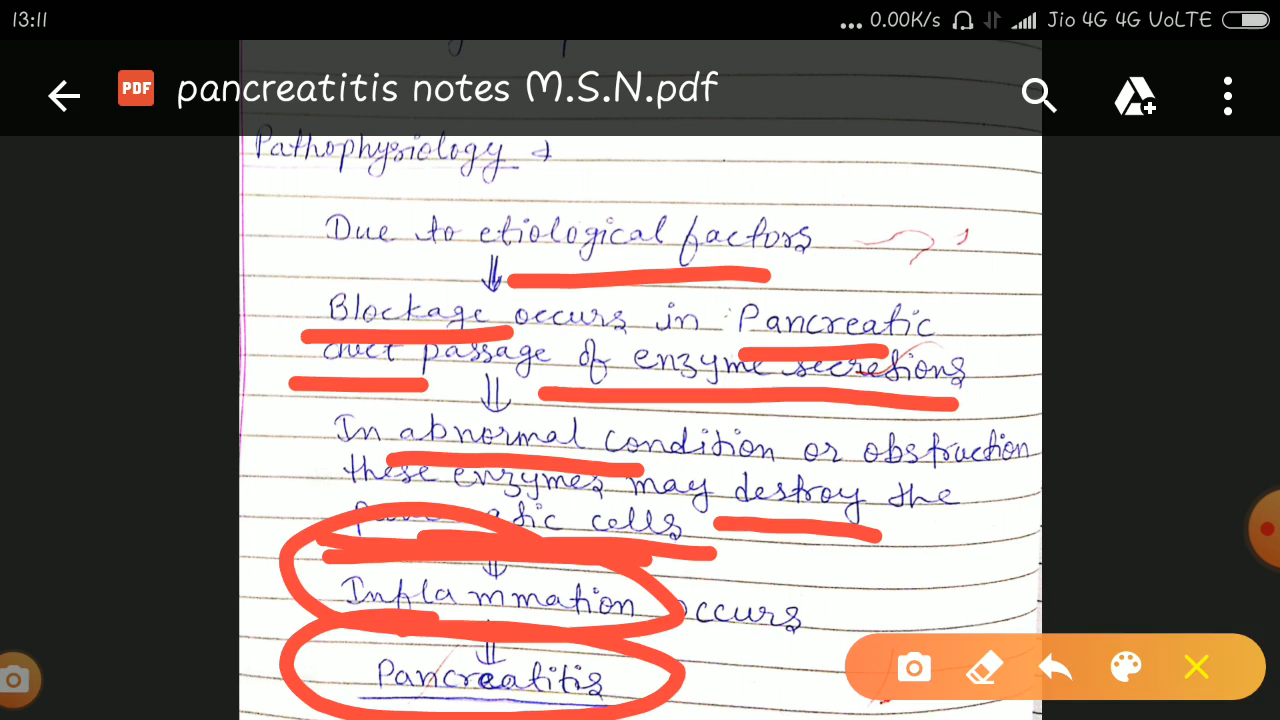 13:11
... 0.00K/s Jio 4G 4G VoLTE
PDF pancreatitis notes M.S.N.pdf
Pathophysiology →
Due to etiological factors
⇓
Blockage occurs in Pancreatic
duct passage of enzyme secretions
⇓
In abnormal condition or obstruction
these enzymes may destroy the
pancreatic cells
⇓
Inflammation occurs
⇓
Pancreatitis